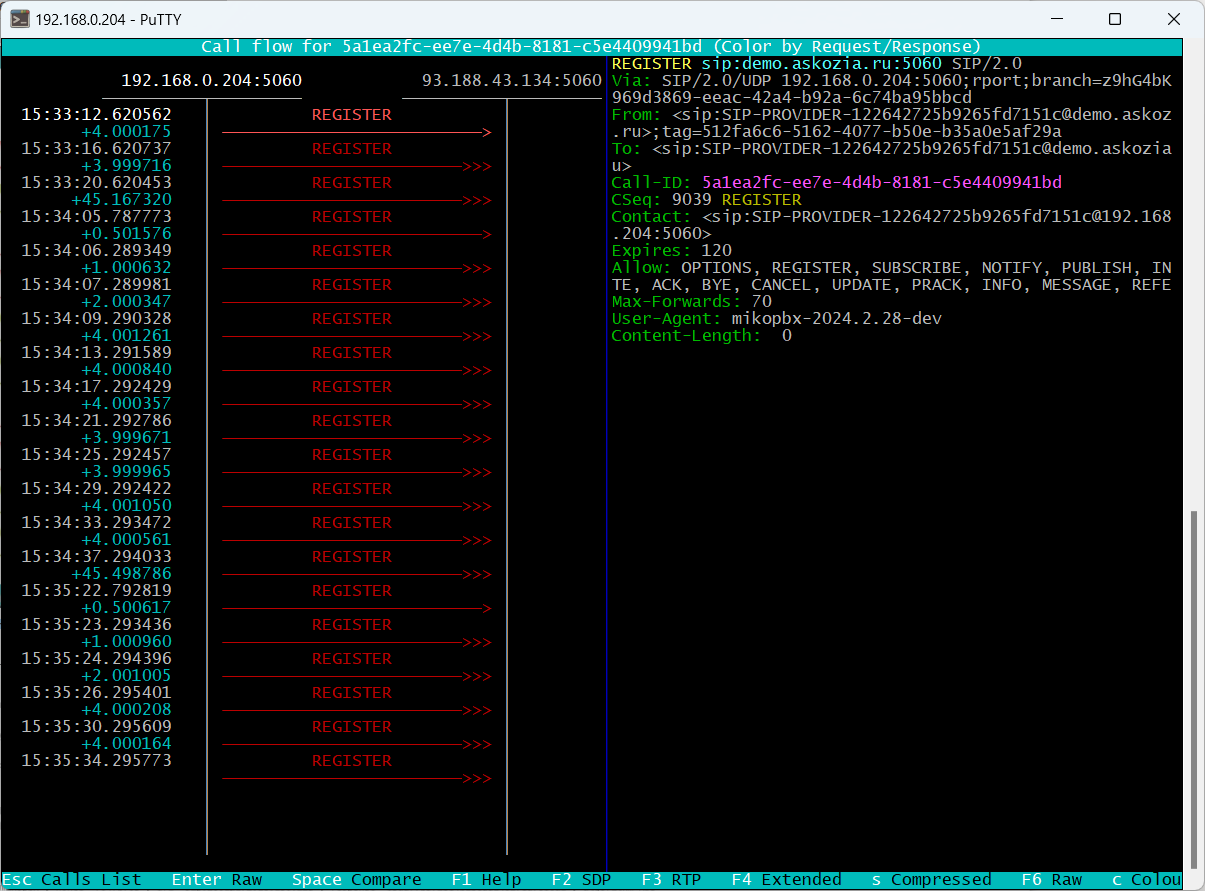 192.168.0.204 - PuTTY
Call flow for 5a1ea2fc-ee7e-4d4b-8181-c5e4409941bd (Color by Request/Response)
192.168.0.204:5060 93.188.43.134:5060
15:33:12.620562 REGISTER
+4.000175 >
15:33:16.620737 REGISTER
+3.999716 >>>
15:33:20.620453 REGISTER
+45.167320 >>>
15:34:05.787773 REGISTER
+0.501576 >
15:34:06.289349 REGISTER
+1.000632 >>>
15:34:07.289981 REGISTER
+2.000347 >>>
15:34:09.290328 REGISTER
+4.001261 >>>
15:34:13.291589 REGISTER
+4.000840 >>>
15:34:17.292429 REGISTER
+4.000357 >>>
15:34:21.292786 REGISTER
+3.999671 >>>
15:34:25.292457 REGISTER
+3.999965 >>>
15:34:29.292422 REGISTER
+4.001050 >>>
15:34:33.293472 REGISTER
+4.000561 >>>
15:34:37.294033 REGISTER
+45.498786 >>>
15:35:22.792819 REGISTER
+0.500617 >
15:35:23.293436 REGISTER
+1.000960 >>>
15:35:24.294396 REGISTER
+2.001005 >>>
15:35:26.295401 REGISTER
+4.000208 >>>
15:35:30.295609 REGISTER
+4.000164 >>>
15:35:34.295773 REGISTER
>>>
REGISTER sip:demo.askozia.ru:5060 SIP/2.0
Via: SIP/2.0/UDP 192.168.0.204:5060;rport;branch=z9hG4bK
969d3869-eeac-42a4-b92a-6c74ba95bbcd
From: <sip:SIP-PROVIDER-122642725b9265fd7151c@demo.askoz
.ru>;tag=512fa6c6-5162-4077-b50e-b35a0e5af29a
To: <sip:SIP-PROVIDER-122642725b9265fd7151c@demo.askozia
u>
Call-ID: 5a1ea2fc-ee7e-4d4b-8181-c5e4409941bd
CSeq: 9039 REGISTER
Contact: <sip:SIP-PROVIDER-122642725b9265fd7151c@192.168
.204:5060>
Expires: 120
Allow: OPTIONS, REGISTER, SUBSCRIBE, NOTIFY, PUBLISH, IN
TE, ACK, BYE, CANCEL, UPDATE, PRACK, INFO, MESSAGE, REFE
Max-Forwards: 70
User-Agent: mikopbx-2024.2.28-dev
Content-Length:  0
Esc Calls List Enter Raw Space Compare F1 Help F2 SDP F3 RTP F4 Extended s Compressed F6 Raw c Colou